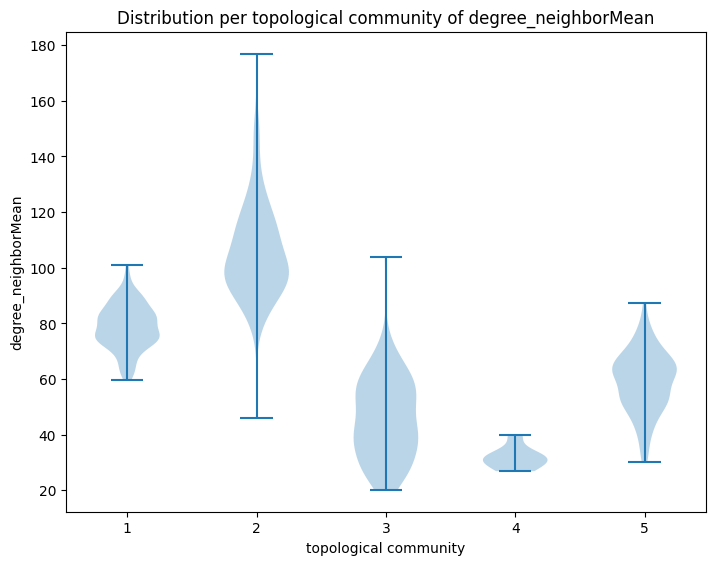 Distribution per topological community of degree_neighborMean
degree_neighborMean
180
160
140
120
100
80
60
40
20
1 2 3 4 5
topological community